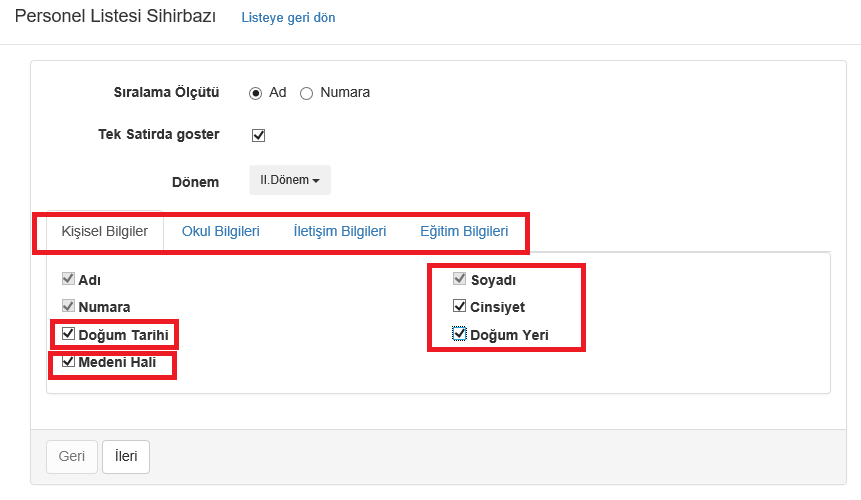 Personel Listesi Sihirbazı Listeye geri dön
Sıralama Ölçütü Ad Numara
Tek Satirda goster
Dönem II.Dönem
Kişisel Bilgiler Okul Bilgileri İletişim Bilgileri Eğitim Bilgileri
Adı Soyadı
Numara Cinsiyet
Doğum Tarihi Doğum Yeri
Medeni Hali
Geri İleri